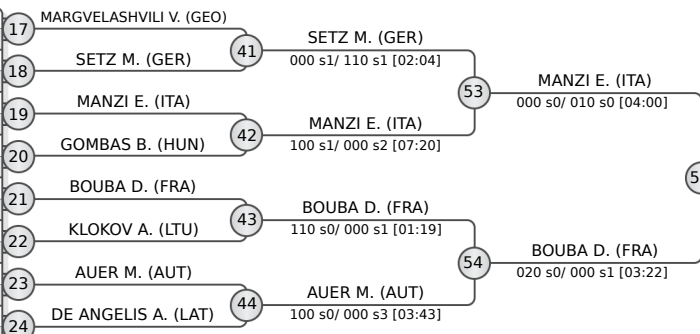 17
MARGVELASHVILI V. (GEO)
18
SETZ M. (GER)
41
SETZ M. (GER)
000 s1/ 110 s1 [02:04]
19
MANZI E. (ITA)
20
GOMBAS B. (HUN)
42
MANZI E. (ITA)
100 s1/ 000 s2 [07:20]
53
MANZI E. (ITA)
000 s0/ 010 s0 [04:00]
21
BOUBA D. (FRA)
22
KLOKOV A. (LTU)
43
BOUBA D. (FRA)
110 s0/ 000 s1 [01:19]
23
AUER M. (AUT)
24
DE ANGELIS A. (LAT)
44
AUER M. (AUT)
100 s0/ 000 s3 [03:43]
54
BOUBA D. (FRA)
020 s0/ 000 s1 [03:22]